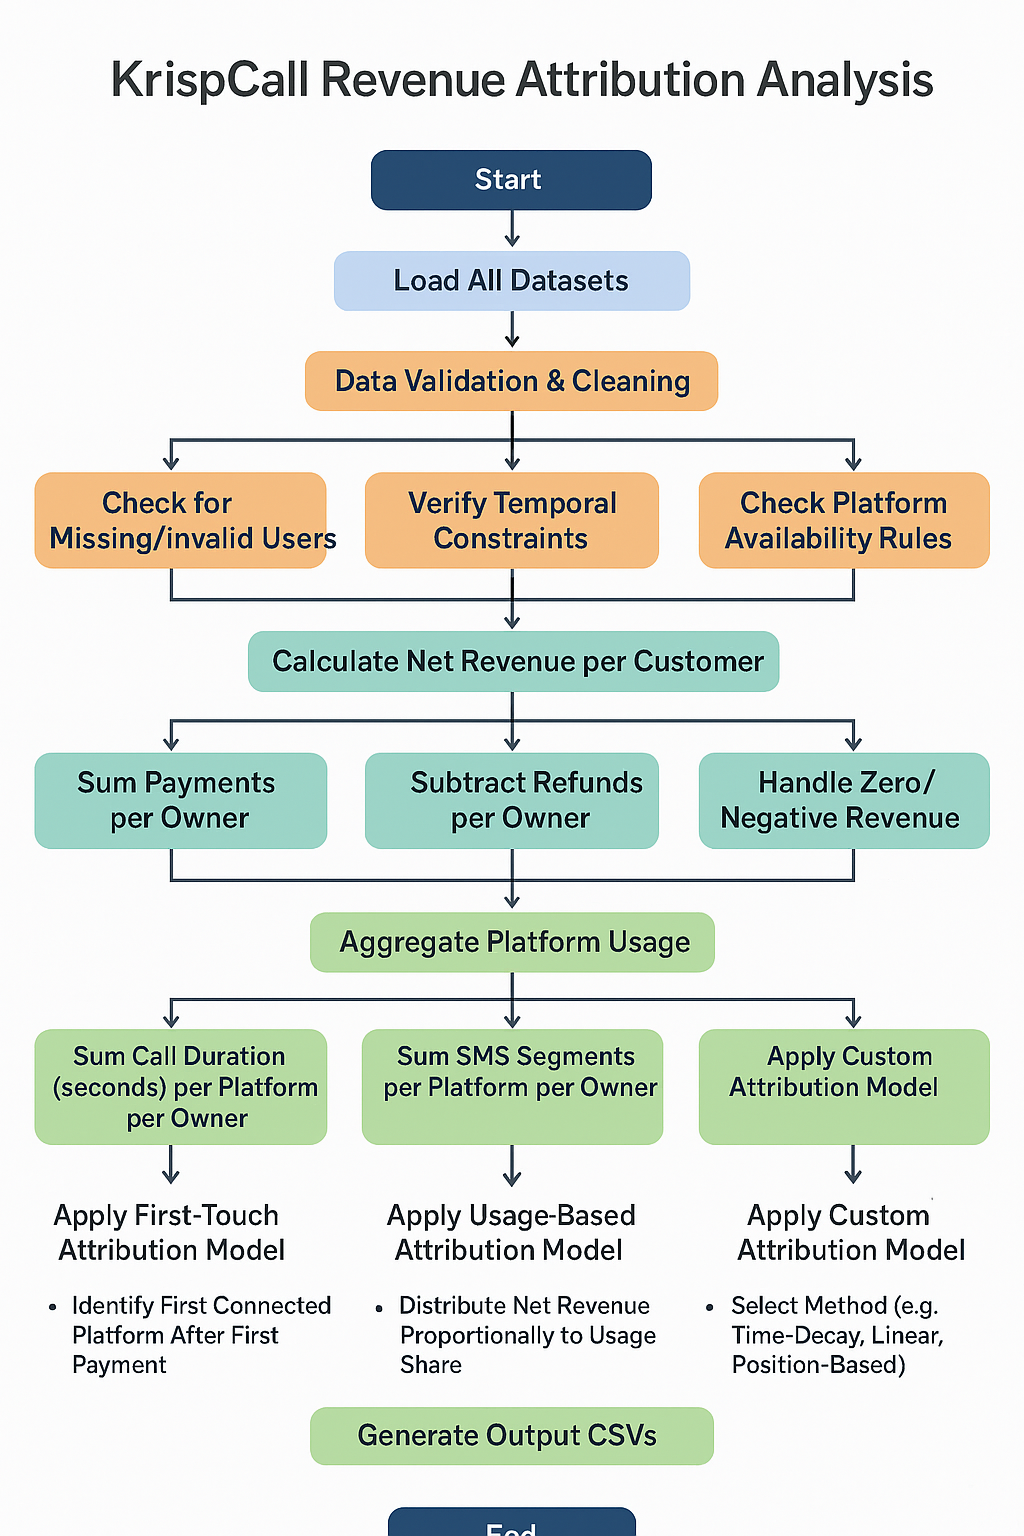 KrispCall Revenue Attribution Analysis
Start
Load All Datasets
Data Validation & Cleaning
Check for
Missing/invalid Users
Verify Temporal
Constraints
Check Platform
Availability Rules
Calculate Net Revenue per Customer
Sum Payments
per Owner
Subtract Refunds
per Owner
Handle Zero/
Negative Revenue
Aggregate Platform Usage
Sum Call Duration
(seconds) per Platform
per Owner
Sum SMS Segments
per Platform per Owner
Apply Custom
Attribution Model
Apply First-Touch
Attribution Model
• Identify First Connected
Platform After First
Payment
Apply Usage-Based
Attribution Model
• Distribute Net Revenue
Proportionally to Usage
Share
Apply Custom
Attribution Model
• Select Method (e.g.
Time-Decay, Linear,
Position-Based)
Generate Output CSVs
End